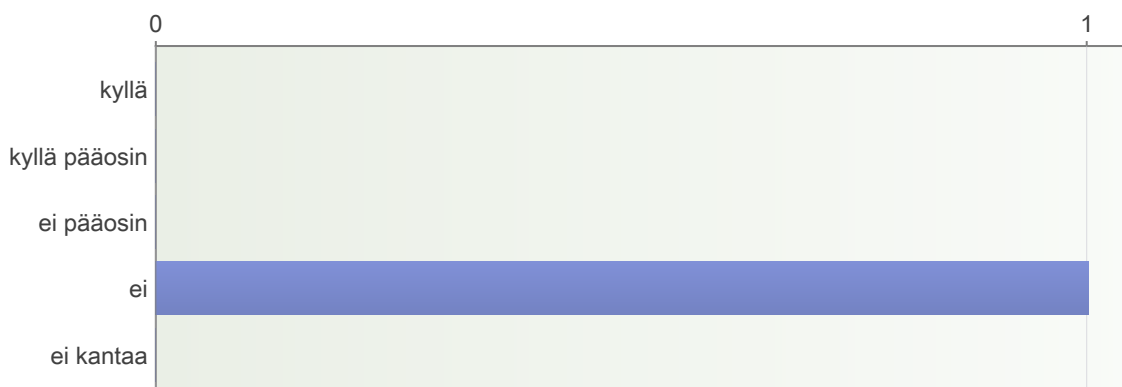 0 1
kyllä
kyllä pääosin
ei pääosin
ei
ei kantaa